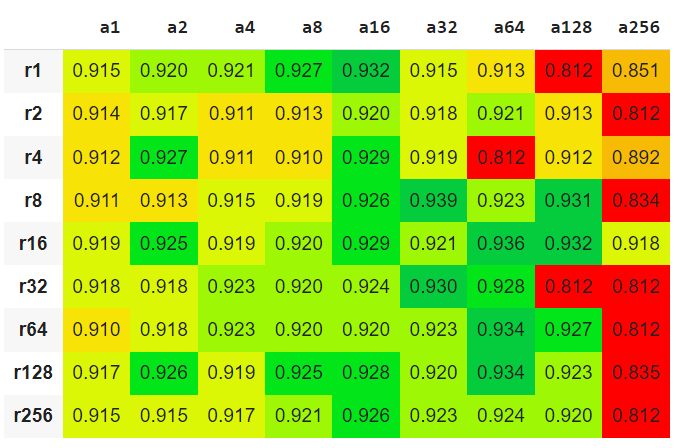 a1 a2 a4 a8 a16 a32 a64 a128 a256
r1 0.915 0.920 0.921 0.927 0.932 0.915 0.913 0.812 0.851
r2 0.914 0.917 0.911 0.913 0.920 0.918 0.921 0.913 0.812
r4 0.912 0.927 0.911 0.910 0.929 0.919 0.812 0.912 0.892
r8 0.911 0.913 0.915 0.919 0.926 0.939 0.923 0.931 0.834
r16 0.919 0.925 0.919 0.920 0.929 0.921 0.936 0.932 0.918
r32 0.918 0.918 0.923 0.920 0.924 0.930 0.928 0.812 0.812
r64 0.910 0.918 0.923 0.920 0.920 0.923 0.934 0.927 0.812
r128 0.917 0.926 0.919 0.925 0.928 0.920 0.934 0.923 0.835
r256 0.915 0.915 0.917 0.921 0.926 0.923 0.924 0.920 0.812